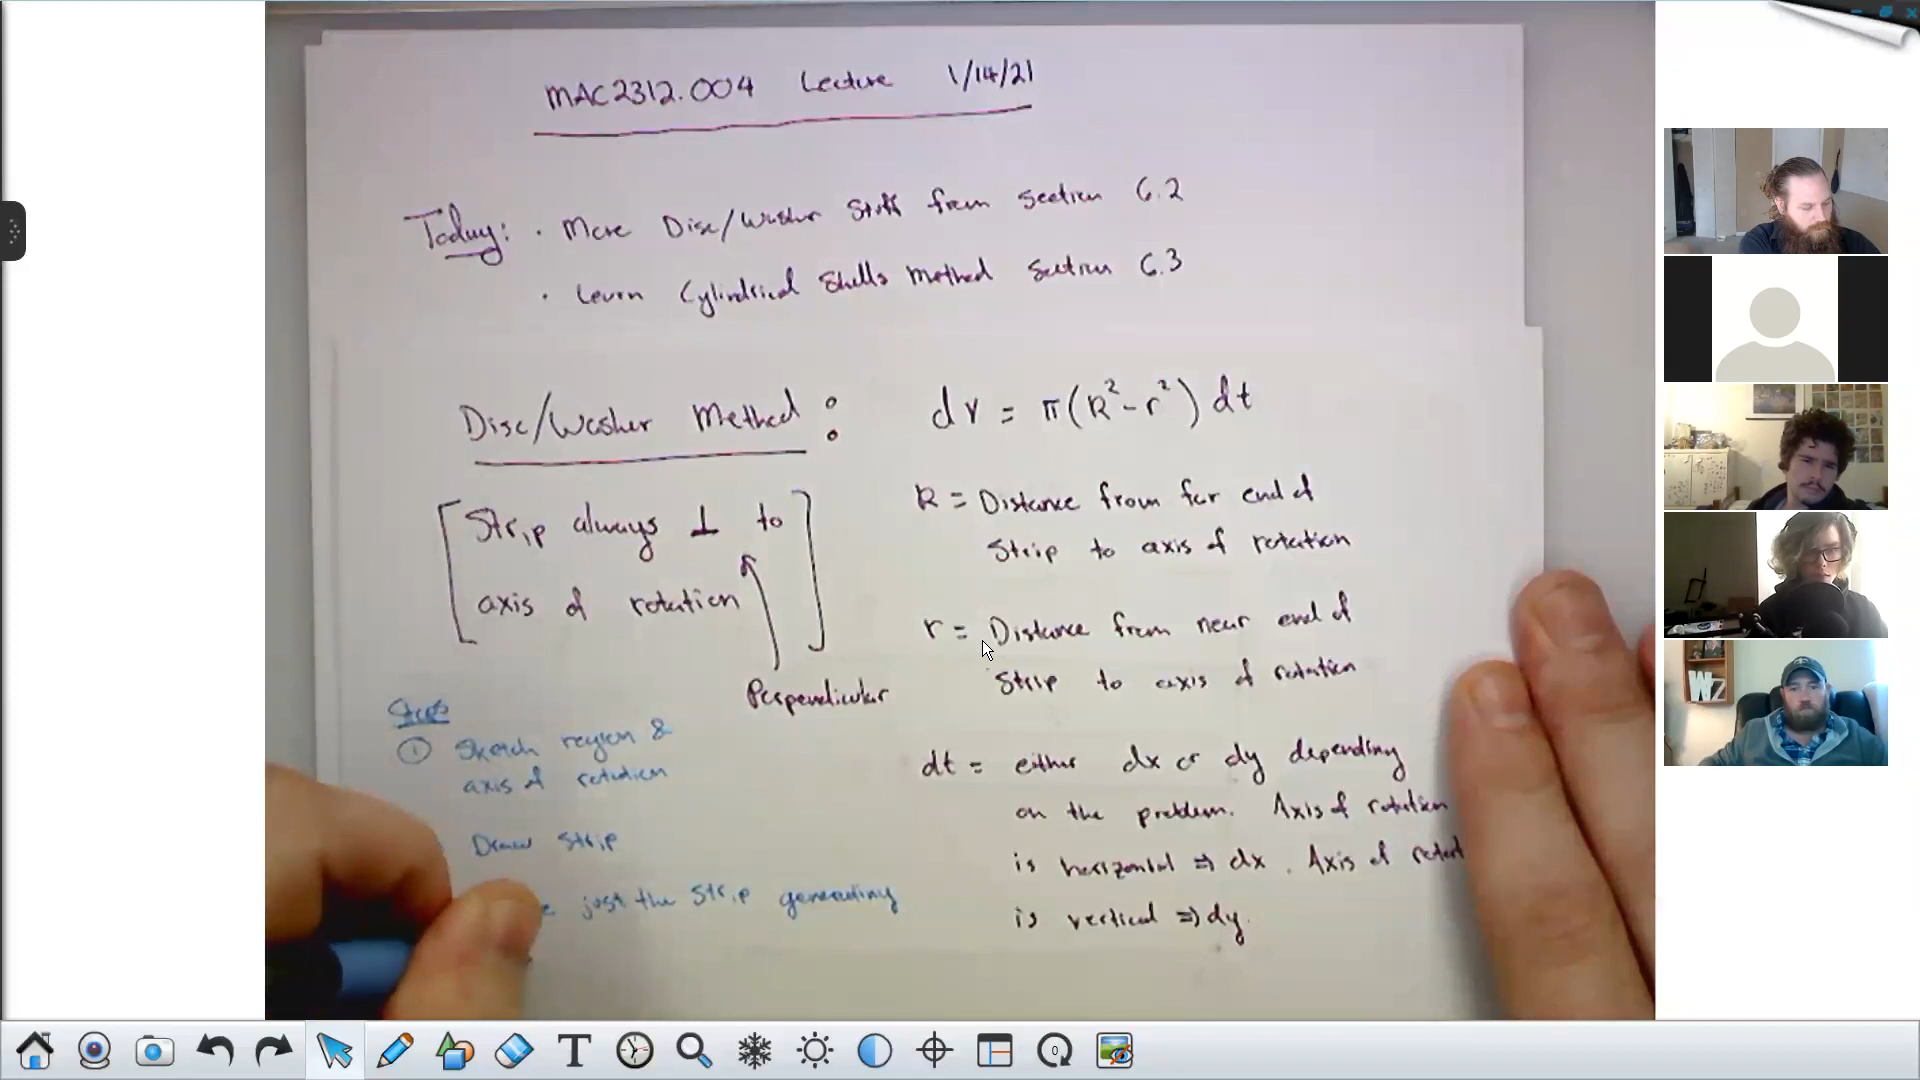 MAC2312.004 Lecture 1/14/21
Today: · More Disc/Washer Stuff from Section 6.2
· Learn Cylindrical Shells Method Section 6.3
Disc/Washer Method :
dV = π(R²-r²) dt
[Strip always ⊥ to
axis of rotation]
Perpendicular
R = Distance from far end of
Strip to axis of rotation
r = Distance from near end of
Strip to axis of rotation
dt = either dx or dy depending
on the problem. Axis of rotation
is horizontal ⇒ dx . Axis of
is vertical ⇒ dy.
Steps
① Sketch region &
axis of rotation
Draw strip
just the strip generating
T
0
WZ